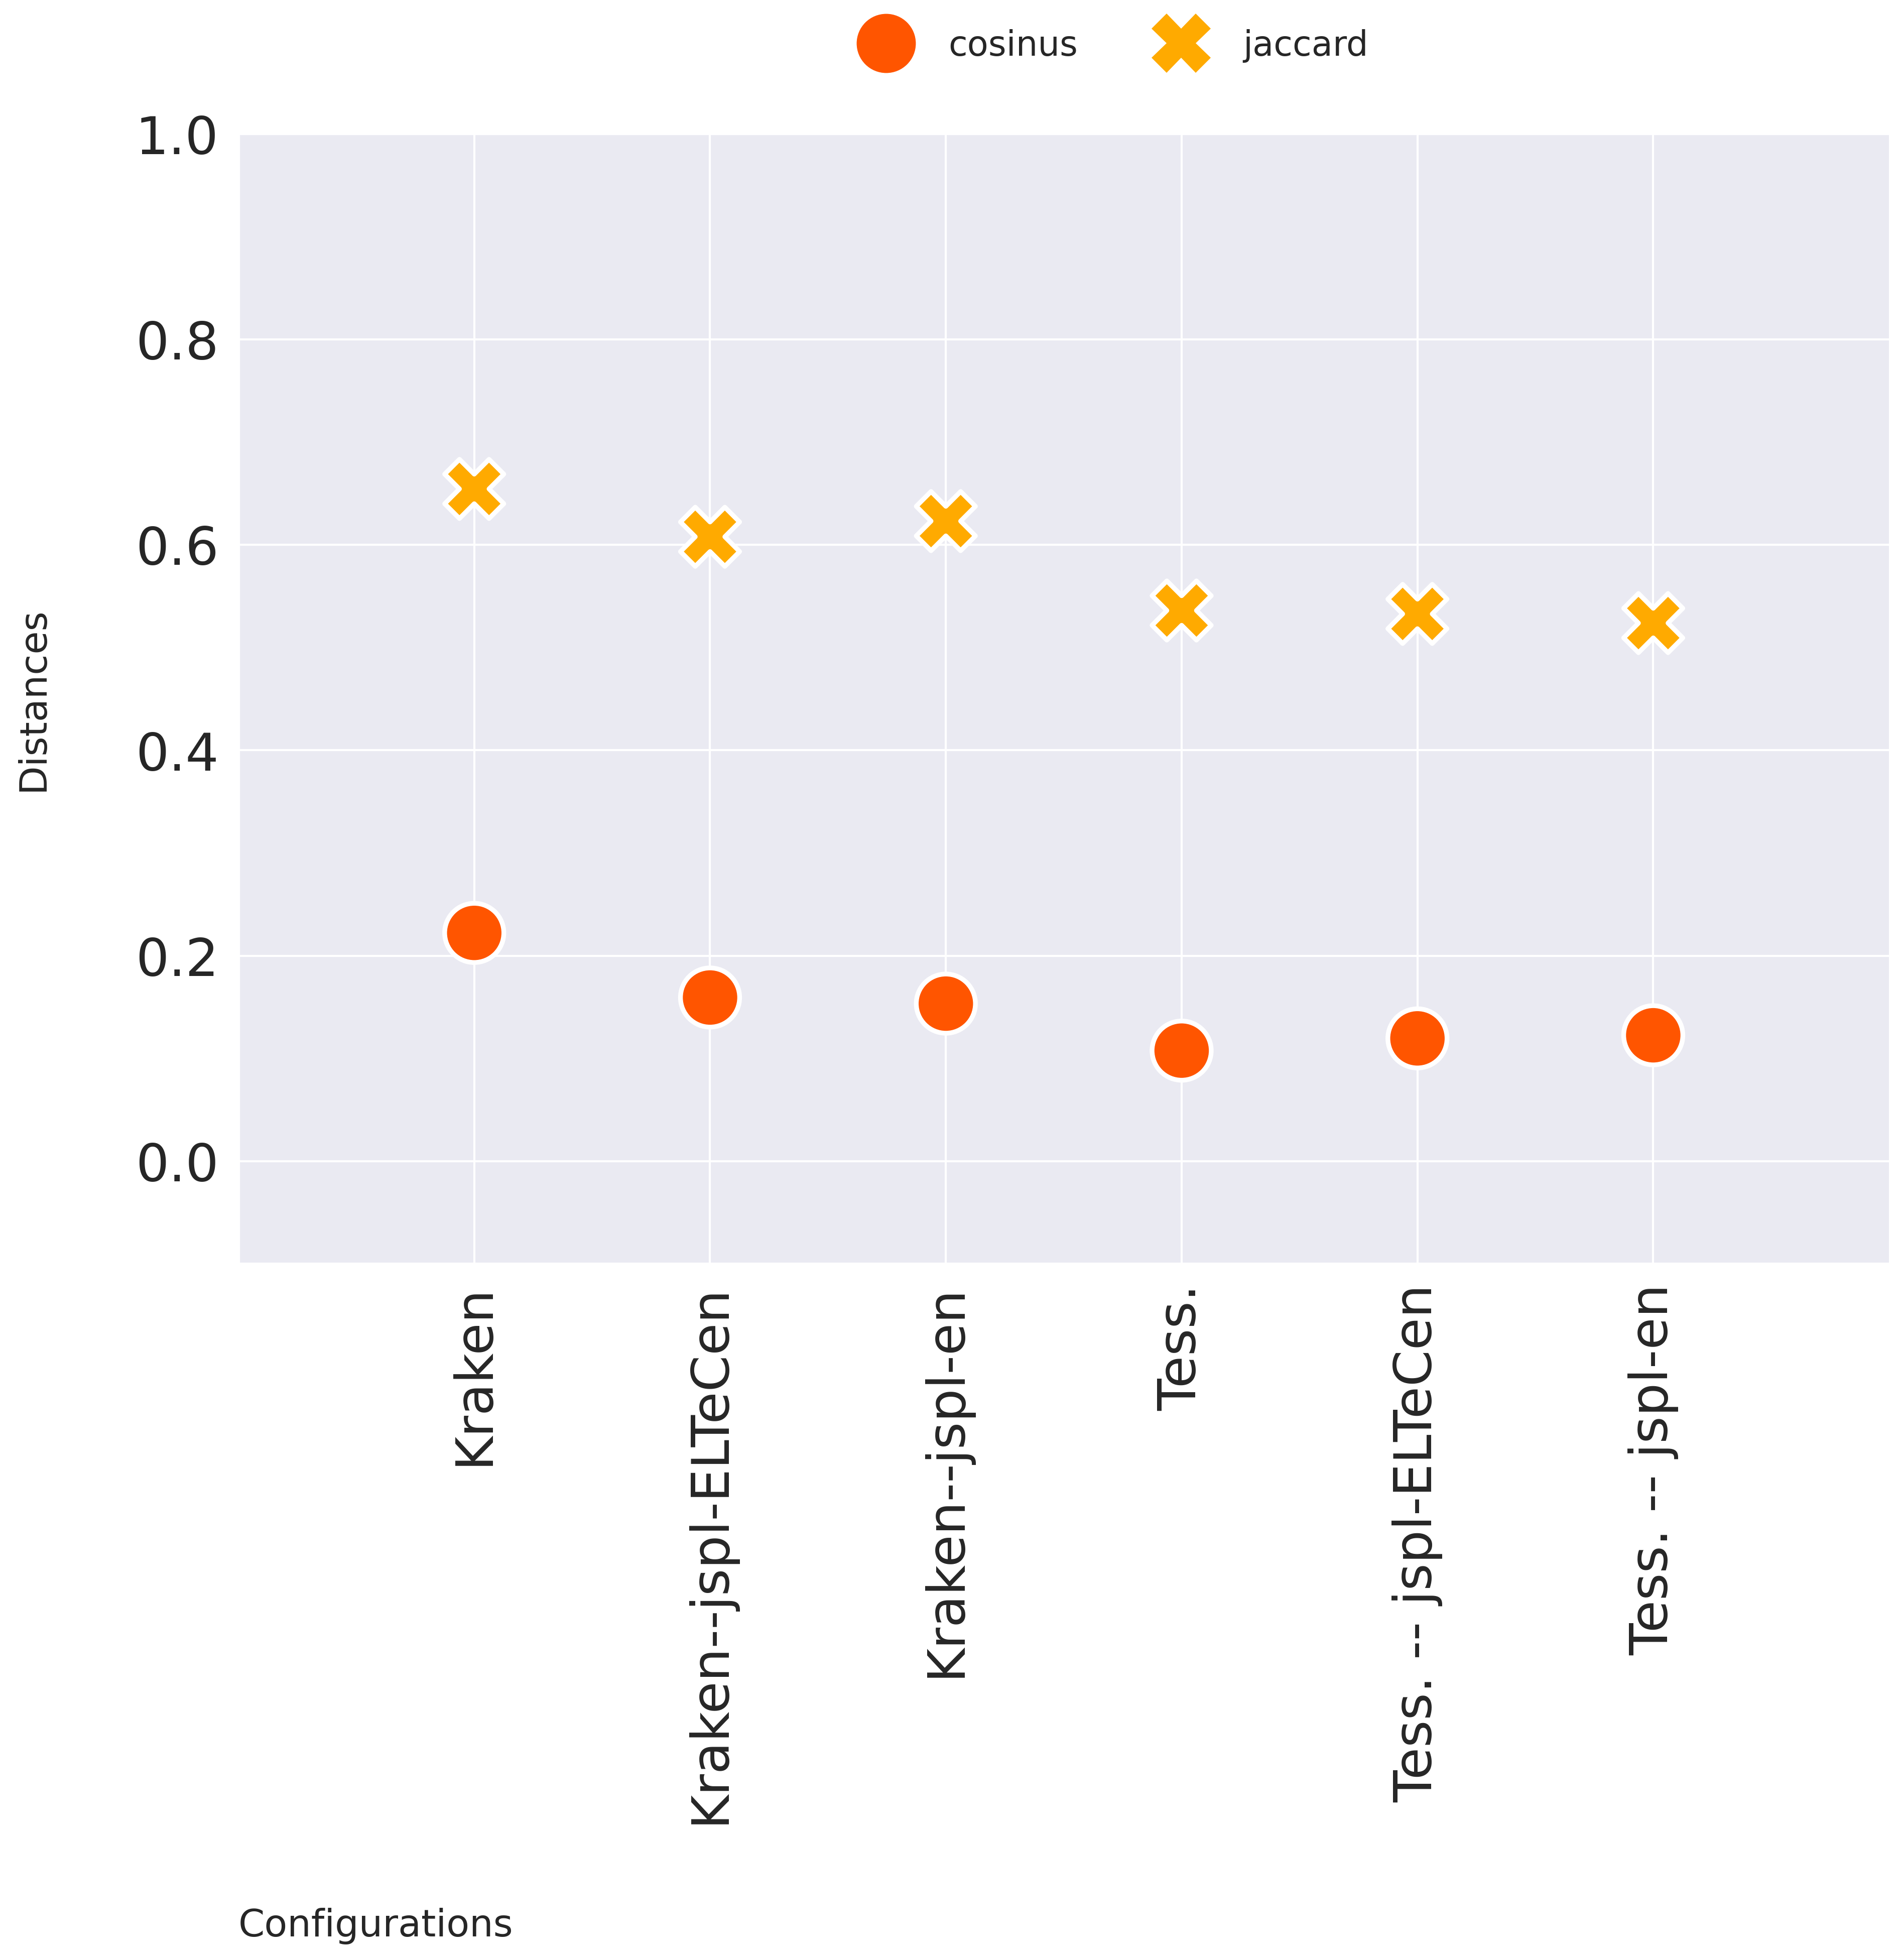 cosinus jaccard
1.0
0.8
0.6
0.4
0.2
0.0
Distances
Kraken
Kraken--jspl-ELTeCen
Kraken--jspl-en
Tess.
Tess. -- jspl-ELTeCen
Tess. -- jspl-en
Configurations